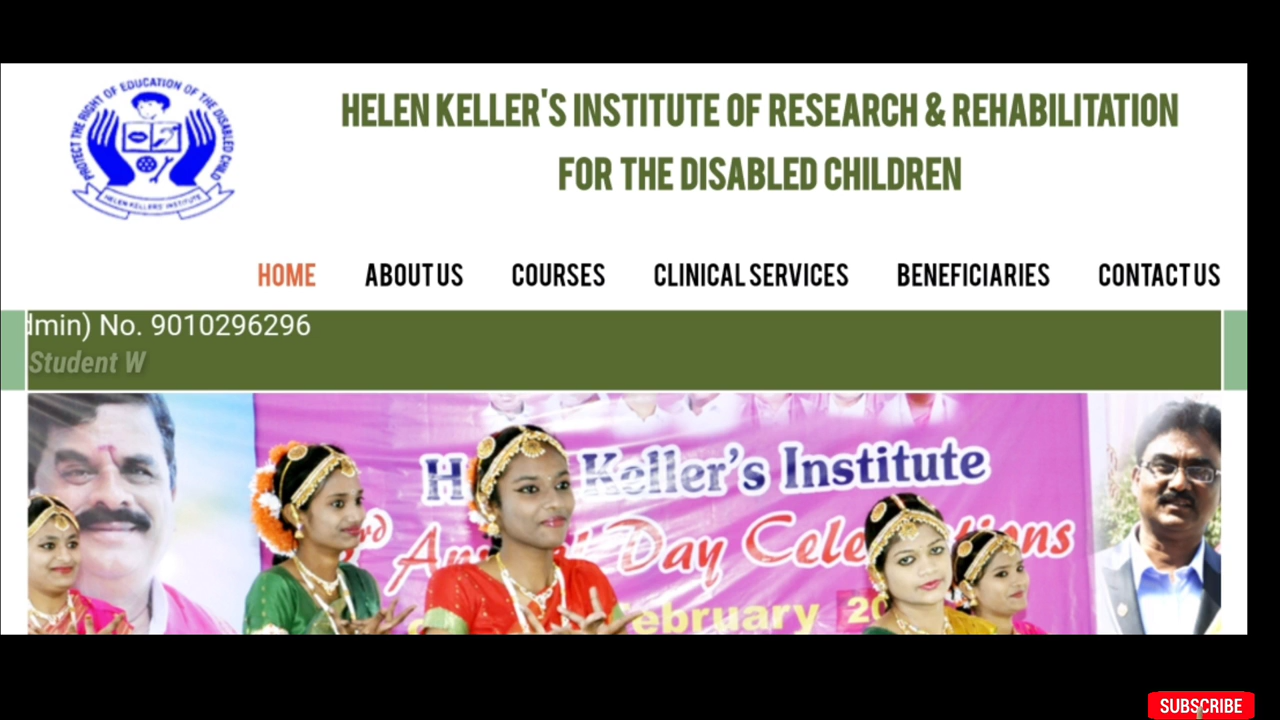 PROTECT THE RIGHT OF EDUCATION OF THE DISABLED CHILD
HELEN KELLERS INSTITUTE
HELEN KELLER'S INSTITUTE OF RESEARCH & REHABILITATION
FOR THE DISABLED CHILDREN
HOME ABOUT US COURSES CLINICAL SERVICES BENEFICIARIES CONTACT US
dmin) No. 9010296296
Student W
Keller's Institute
rd Day
ebruary 20
SUBSCRIBE